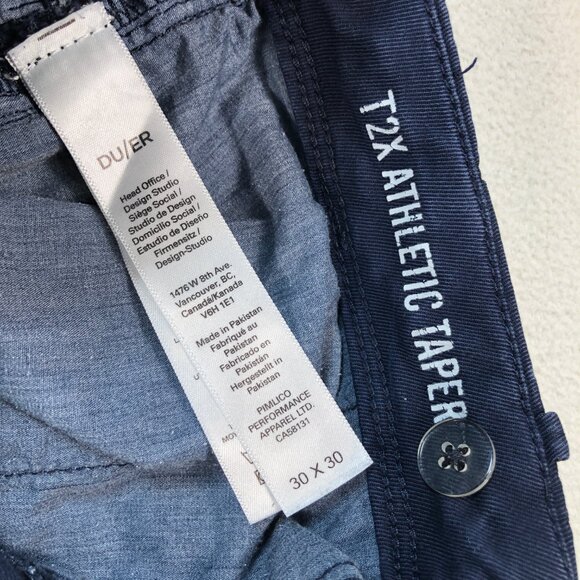 DU/ER
Head Office/
Design Studio
Siége Social/
Studio de Design
Domicilio Social/
Estudio de Diseño
Firmensitz/
Design-Studio
1476 W 8th Ave.
Vancouver, BC,
Canada/Kanada
V6H 1E1
Made in Pakistan
Fabriqué au
Pakistan
Fabricado en
Pakistán
Hergestellt in
Pakistan
PIMLICO
PERFORMANCE
APPAREL LTD.
CA58131
30 X 30
T2X ATHLETIC TAPER